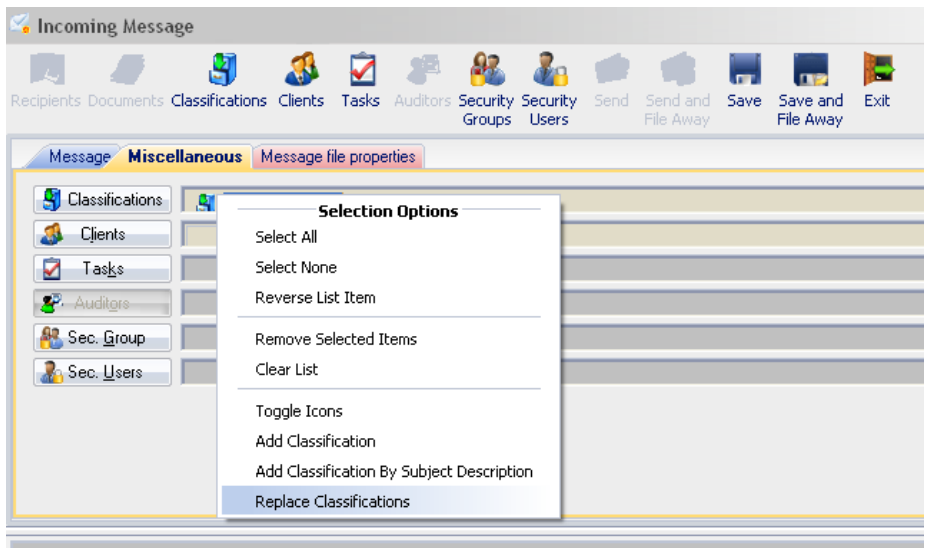 Incoming Message
Recipients Documents Classifications Clients Tasks Auditors Security Security Send Send and Save Save and Exit
Groups Users File Away File Away
Message Miscellaneous Message file properties
Classifications
Clients
Tasks
Auditors
Sec. Group
Sec. Users
Selection Options
Select All
Select None
Reverse List Item
Remove Selected Items
Clear List
Toggle Icons
Add Classification
Add Classification By Subject Description
Replace Classifications